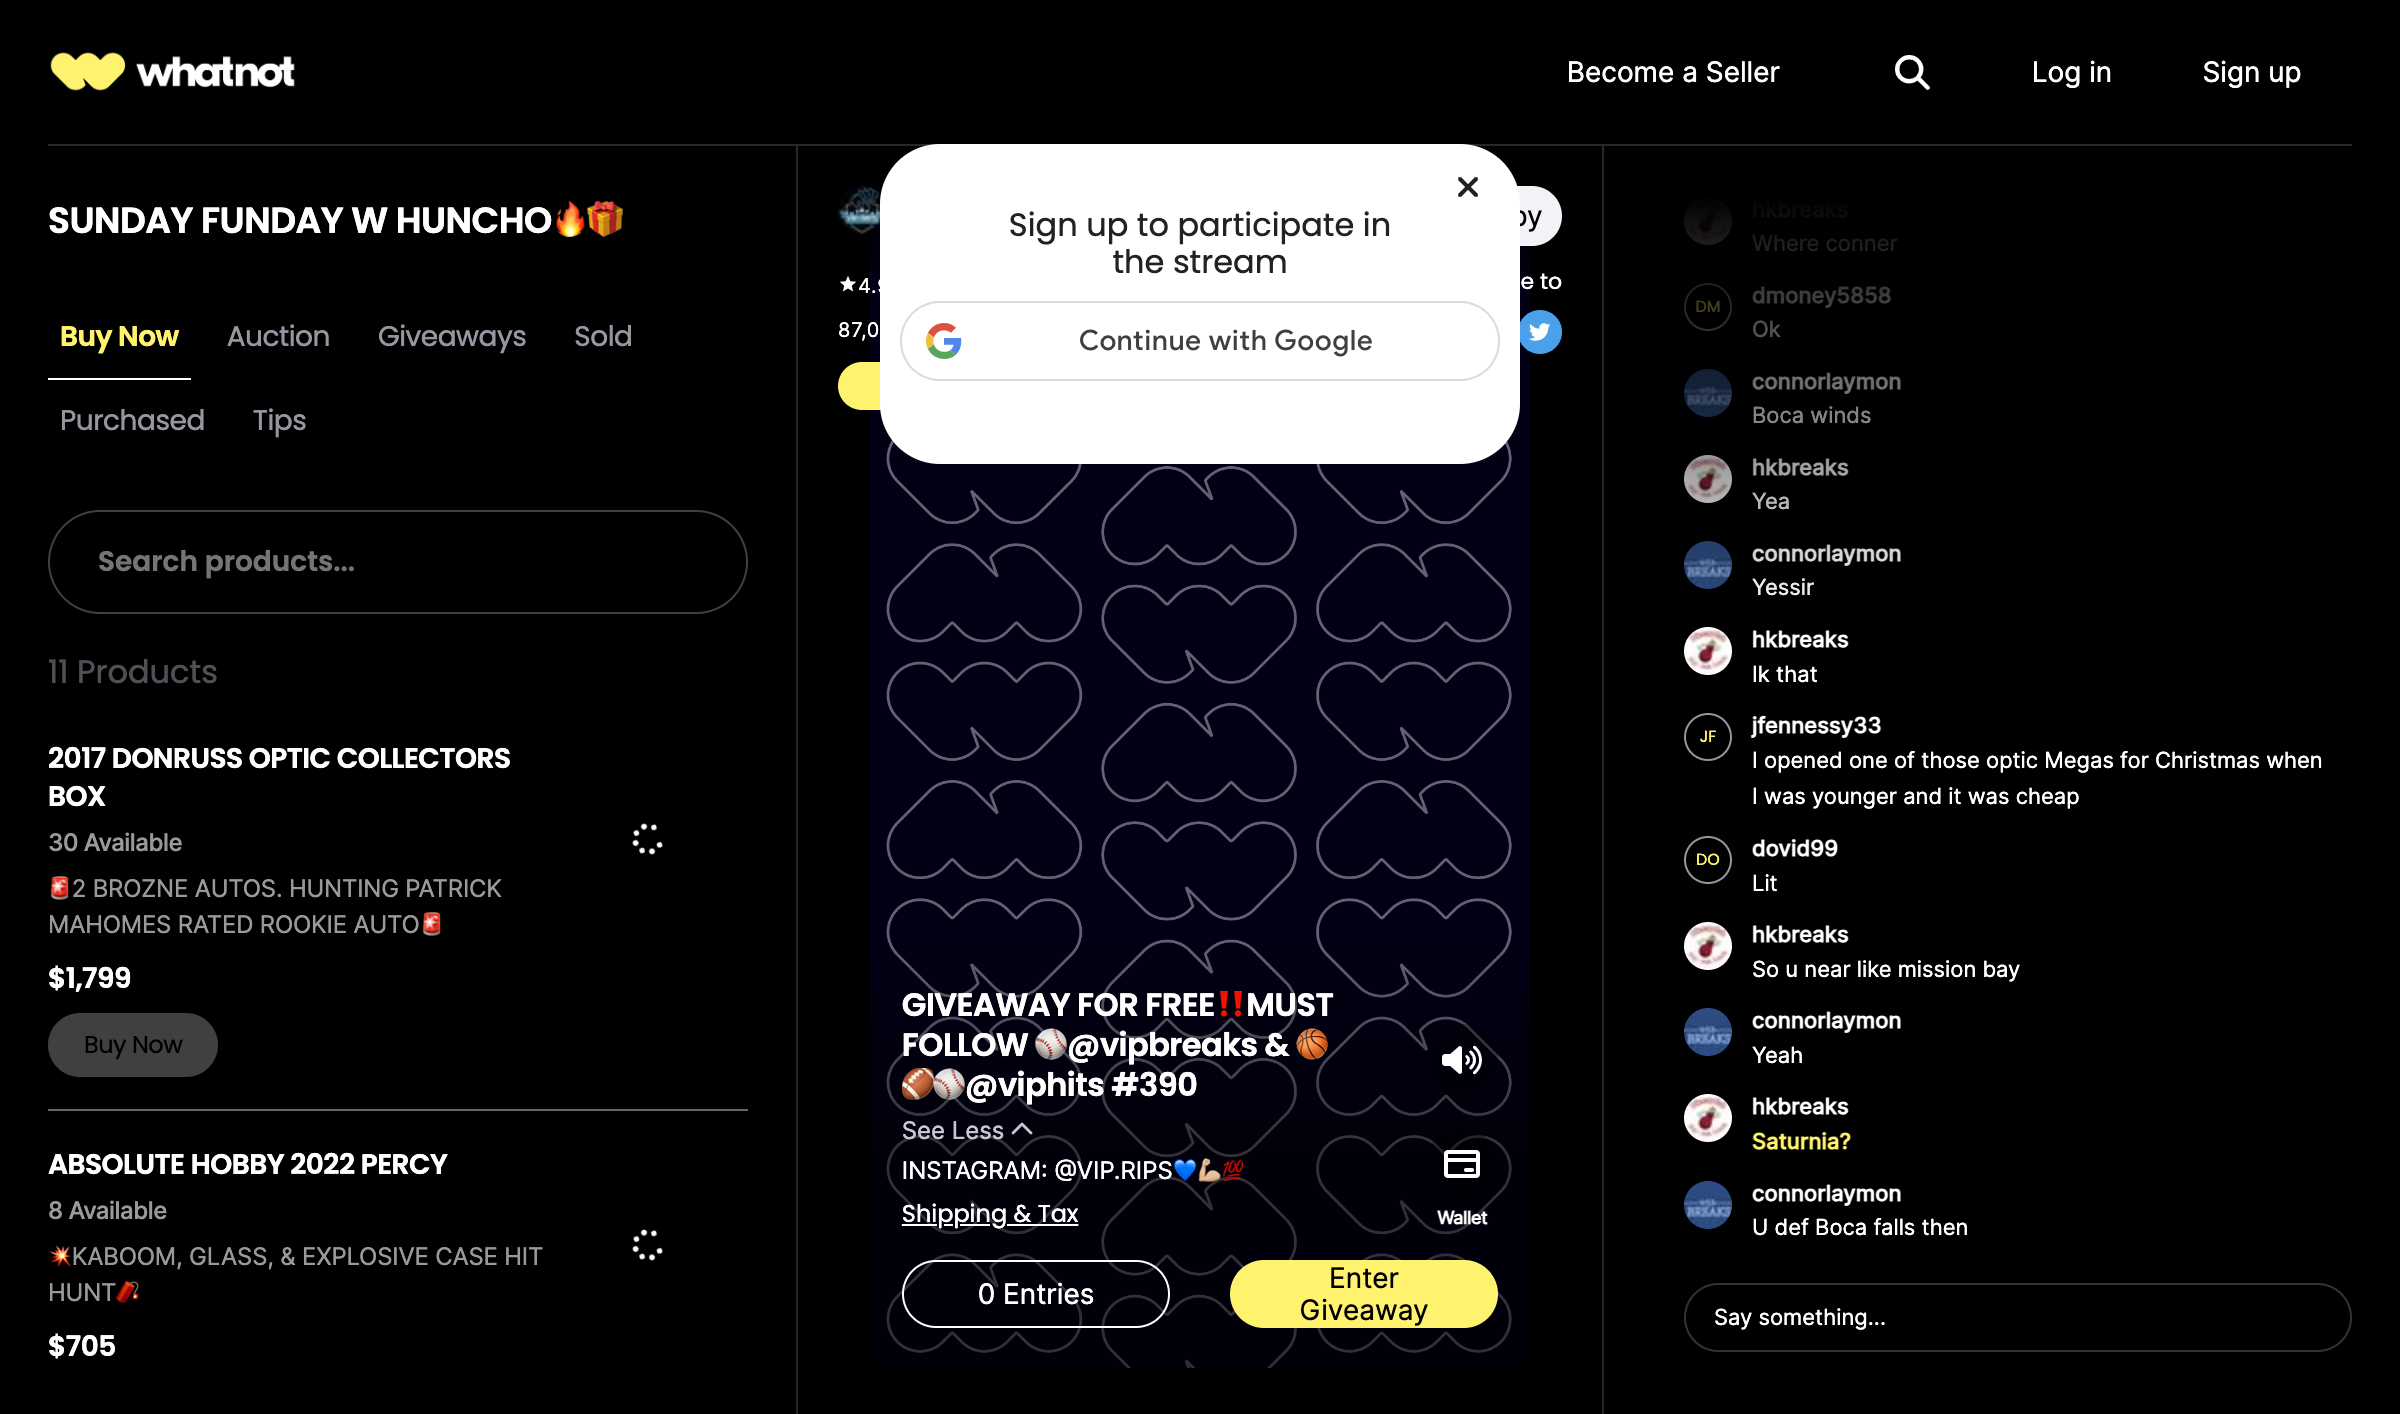 whatnot
Become a Seller
Log in
Sign up
SUNDAY FUNDAY W HUNCHO🔥🎁
Buy Now
Auction
Giveaways
Sold
Purchased
Tips
Search products...
11 Products
2017 DONRUSS OPTIC COLLECTORS
BOX
30 Available
🚨2 BROZNE AUTOS. HUNTING PATRICK
MAHOMES RATED ROOKIE AUTO🚨
$1,799
Buy Now
ABSOLUTE HOBBY 2022 PERCY
8 Available
💥KABOOM, GLASS, & EXPLOSIVE CASE HIT
HUNT🧨
$705
Sign up to participate in
the stream
Continue with Google
★4.9
87,0
e to
GIVEAWAY FOR FREE‼️MUST
FOLLOW ⚾@vipbreaks & 🏀
🏈⚾@viphits #390
See Less
INSTAGRAM: @VIP.RIPS💙💪🏼💯
Shipping & Tax
Wallet
0 Entries
Enter
Giveaway
hkbreaks
Where conner
DM
dmoney5858
Ok
connorlaymon
Boca winds
hkbreaks
Yea
connorlaymon
Yessir
hkbreaks
Ik that
JF
jfennessy33
I opened one of those optic Megas for Christmas when
I was younger and it was cheap
DO
dovid99
Lit
hkbreaks
So u near like mission bay
connorlaymon
Yeah
hkbreaks
Saturnia?
connorlaymon
U def Boca falls then
Say something...